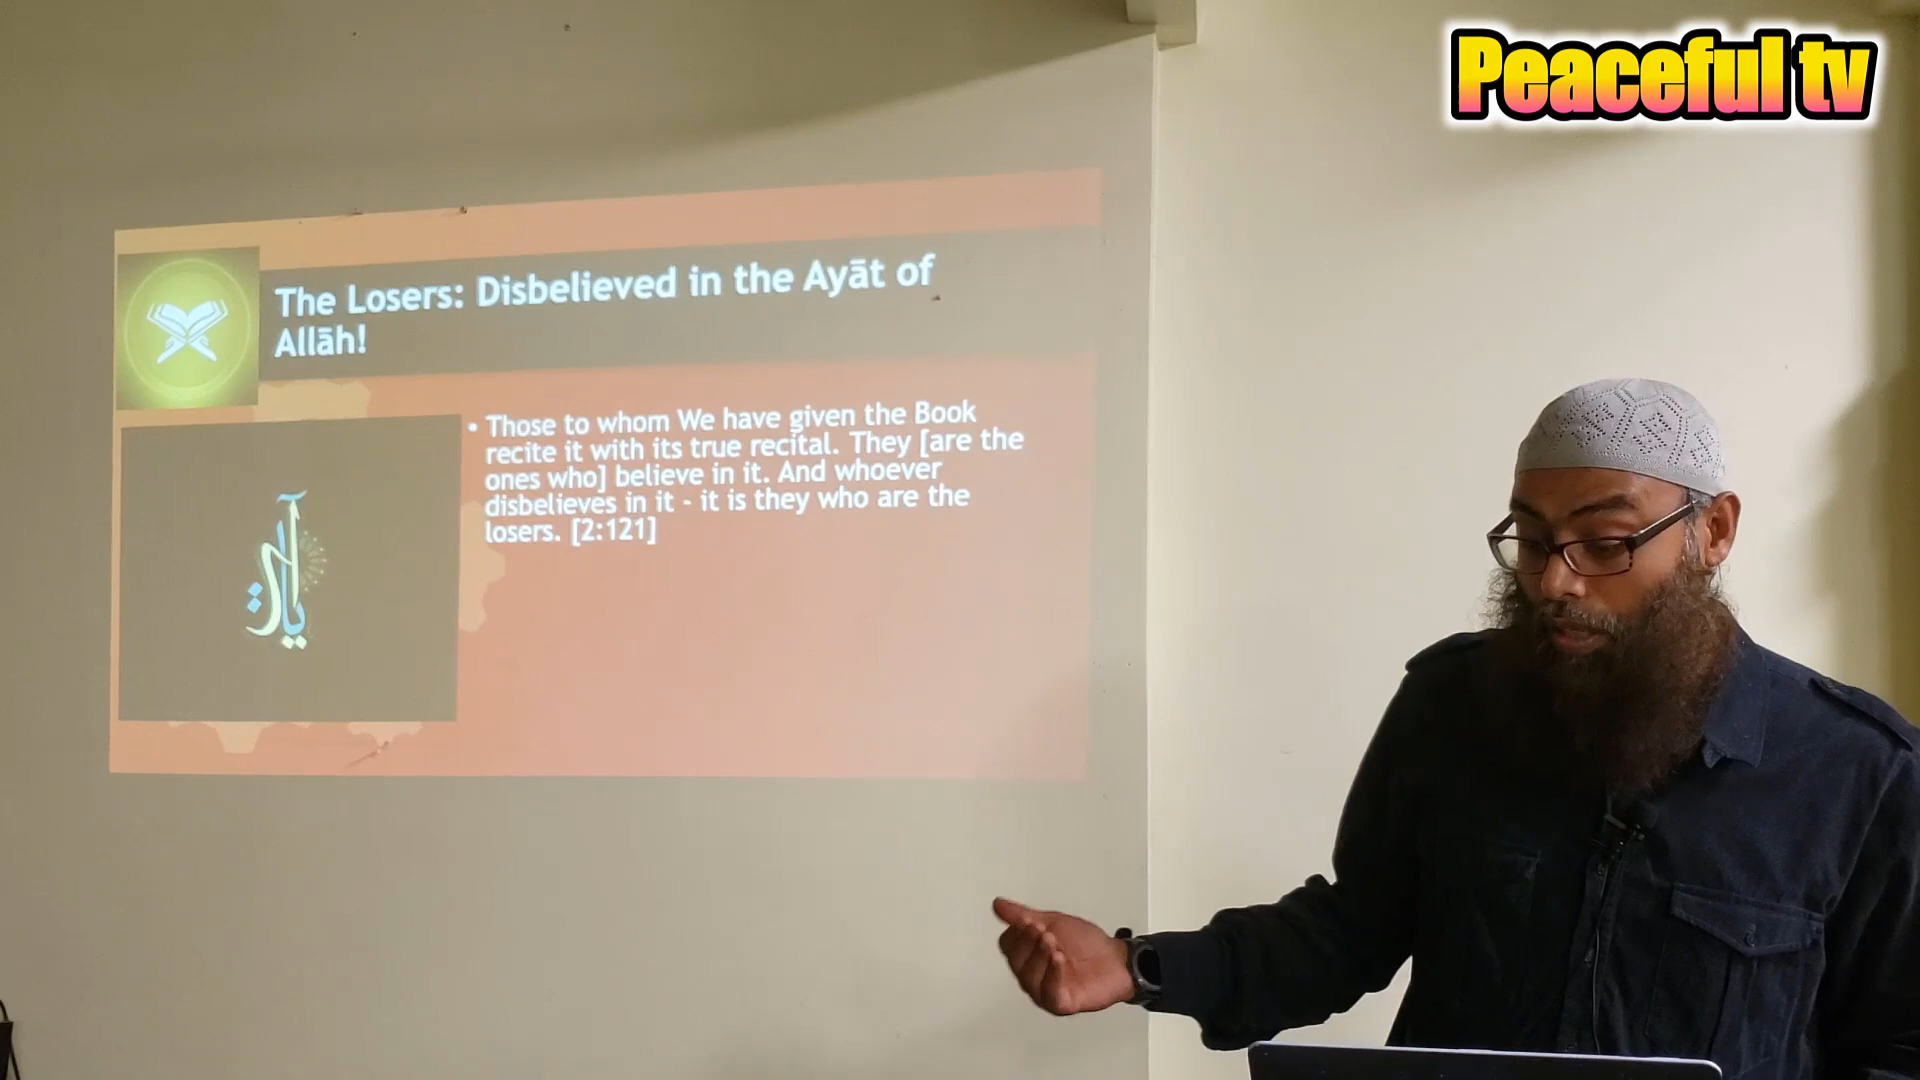 Peaceful tv
The Losers: Disbelieved in the Ayāt of
Allāh!
• Those to whom We have given the Book
recite it with its true recital. They [are the
ones who] believe in it. And whoever
disbelieves in it - it is they who are the
losers. [2:121]
آيات